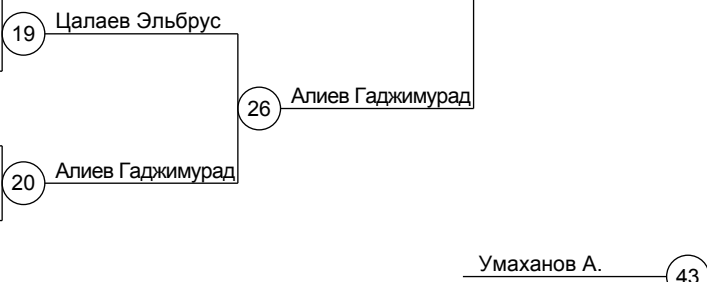 19 Цалаев Эльбрус
26 Алиев Гаджимурад
20 Алиев Гаджимурад
Умаханов А. 43